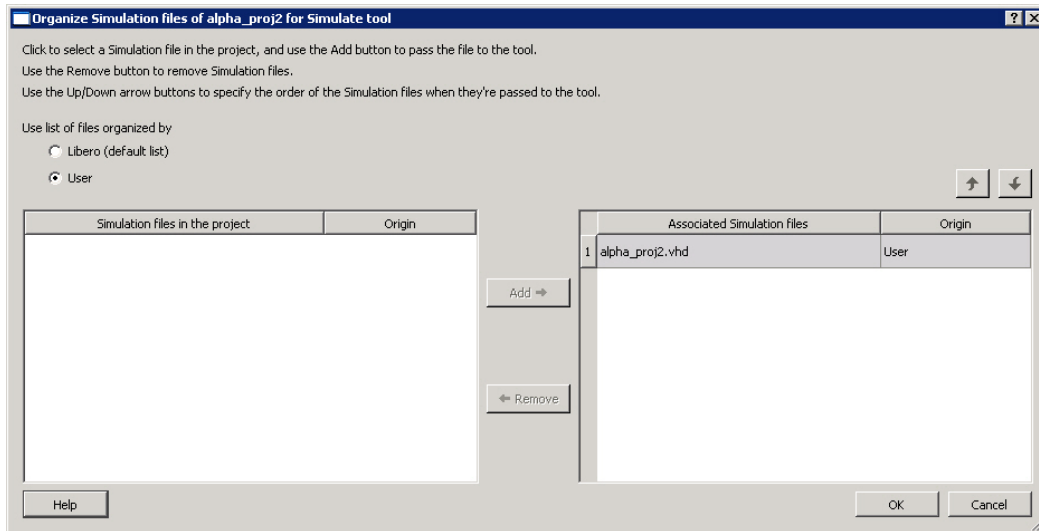 Organize Simulation files of alpha_proj2 for Simulate tool
Click to select a Simulation file in the project, and use the Add button to pass the file to the tool.
Use the Remove button to remove Simulation files.
Use the Up/Down arrow buttons to specify the order of the Simulation files when they're passed to the tool.
Use list of files organized by
Libero (default list)
User
Simulation files in the project Origin
Associated Simulation files Origin
1 alpha_proj2.vhd User
Add
Remove
Help
OK
Cancel